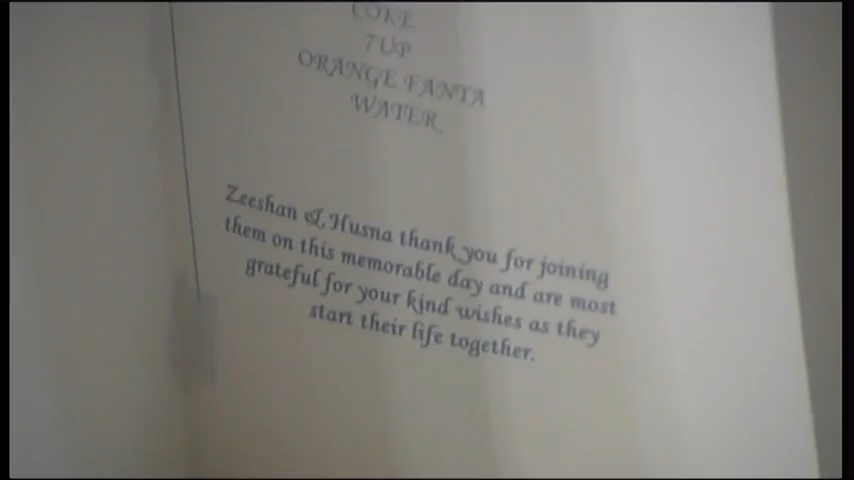 COKE
7UP
ORANGE FANTA
WATER
Zeeshan & Husna thank you for joining
them on this memorable day and are most
grateful for your kind wishes as they
start their life together.